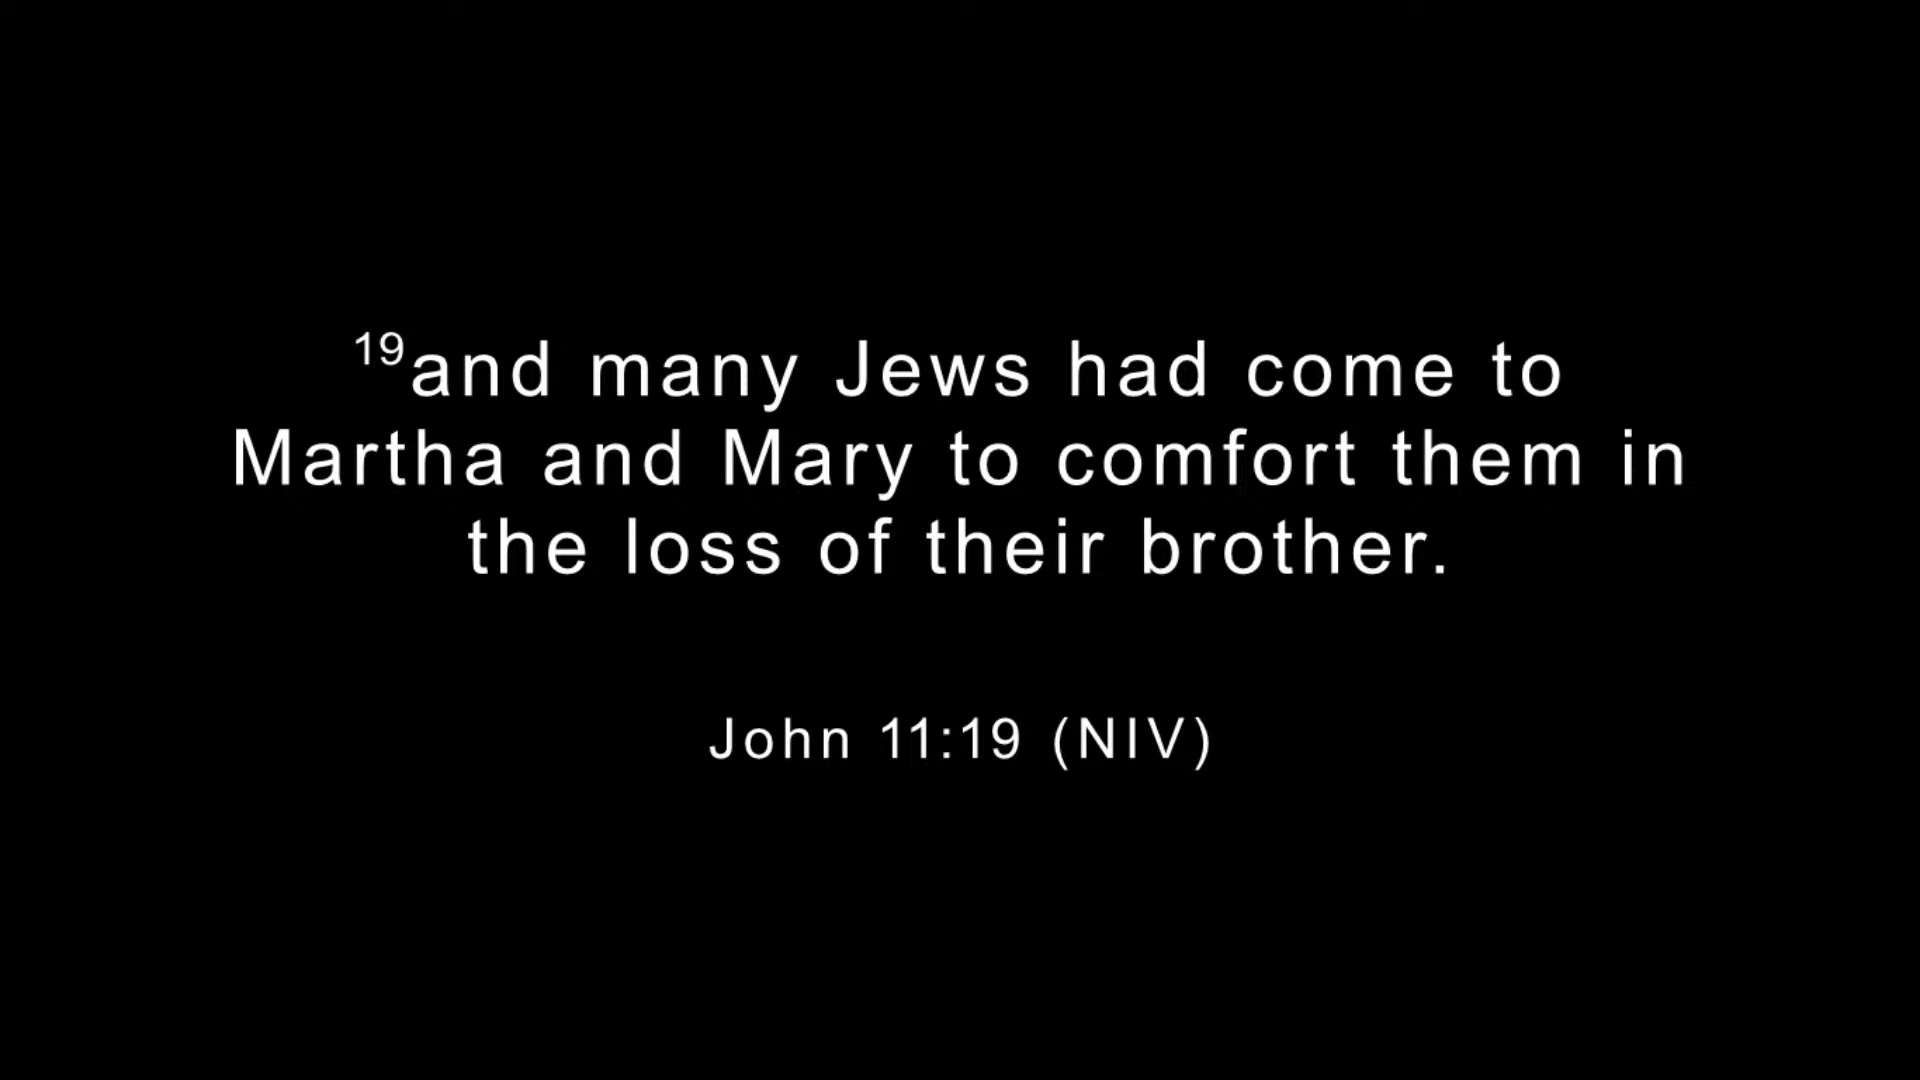 19and many Jews had come to
Martha and Mary to comfort them in
the loss of their brother.
John 11:19 (NIV)